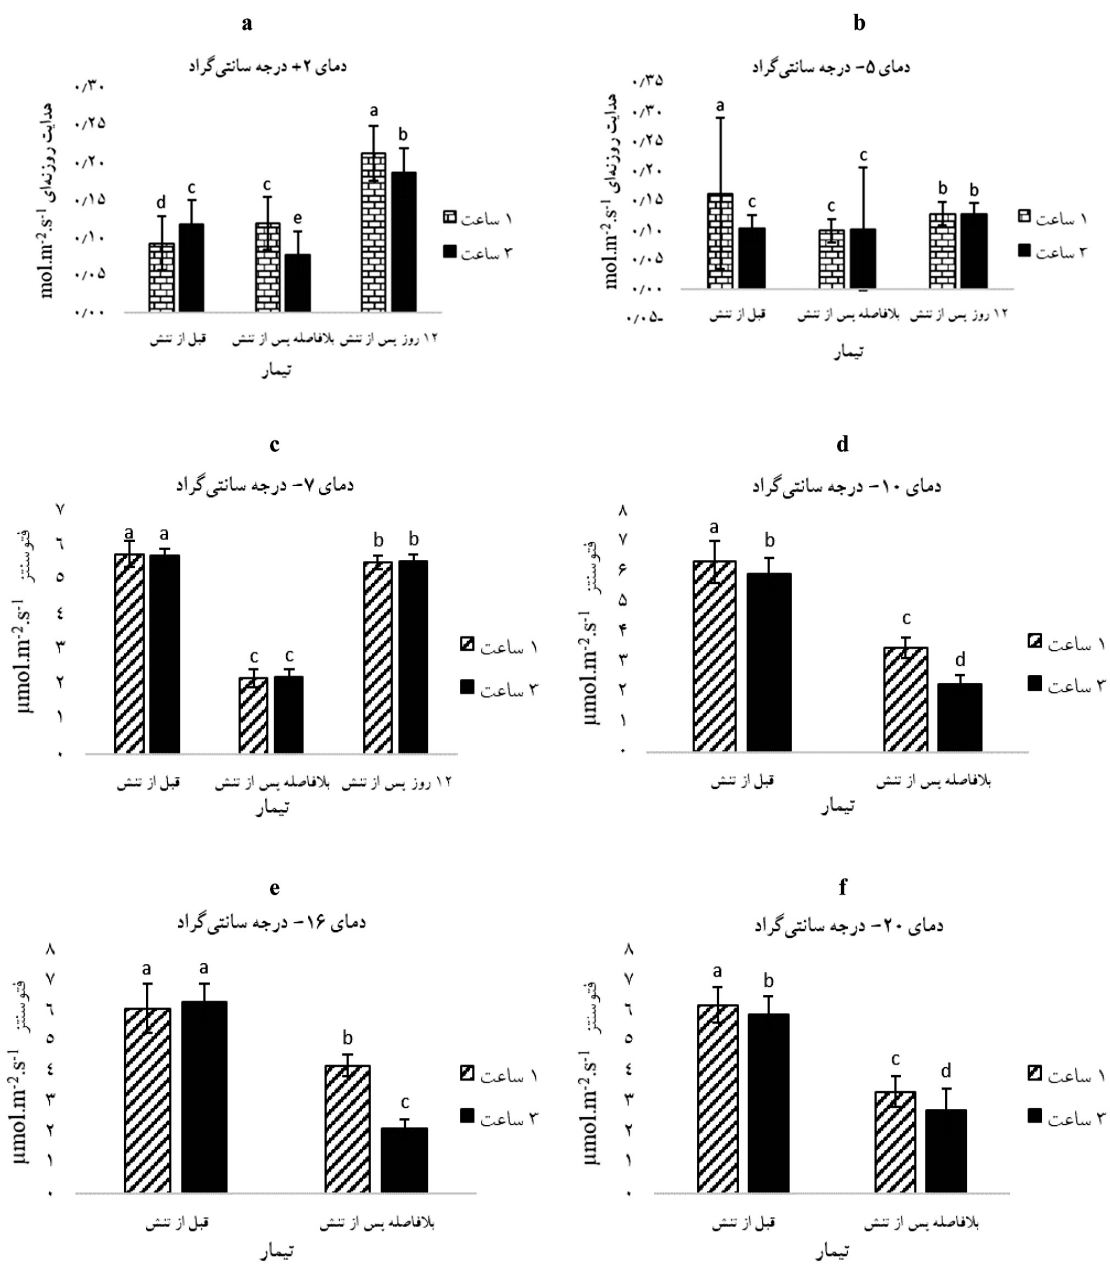 a
دمای ۲+ درجه سانتی‌گراد
هدایت روزنه‌ای mol.m-2.s-1
۰/۳۰
۰/۲۵
۰/۲۰
۰/۱۵
۰/۱۰
۰/۰۵
۰/۰۰
d
c
c
e
a
b
۱ ساعت
۳ ساعت
قبل از تنش
بلافاصله پس از تنش
۱۲ روز پس از تنش
تیمار
b
دمای ۵- درجه سانتی‌گراد
هدایت روزنه‌ای mol.m-2.s-1
۰/۳۵
۰/۳۰
۰/۲۵
۰/۲۰
۰/۱۵
۰/۱۰
۰/۰۵
۰/۰۰
۰/۰۵-
a
c
c
c
b
b
۱ ساعت
۳ ساعت
قبل از تنش
بلافاصله پس از تنش
۱۲ روز پس از تنش
تیمار
c
دمای ۷- درجه سانتی‌گراد
فتوسنتز µmol.m-2.s-1
۷
۶
۵
۴
۳
۲
۱
۰
a
a
c
c
b
b
۱ ساعت
۳ ساعت
قبل از تنش
بلافاصله پس از تنش
۱۲ روز پس از تنش
تیمار
d
دمای ۱۰- درجه سانتی‌گراد
فتوسنتز µmol.m-2.s-1
۸
۷
۶
۵
۴
۳
۲
۱
۰
a
b
c
d
۱ ساعت
۳ ساعت
قبل از تنش
بلافاصله پس از تنش
تیمار
e
دمای ۱۶- درجه سانتی‌گراد
فتوسنتز µmol.m-2.s-1
۸
۷
۶
۵
۴
۳
۲
۱
۰
a
a
b
c
۱ ساعت
۳ ساعت
قبل از تنش
بلافاصله پس از تنش
تیمار
f
دمای ۲۰- درجه سانتی‌گراد
فتوسنتز µmol.m-2.s-1
۸
۷
۶
۵
۴
۳
۲
۱
۰
a
b
c
d
۱ ساعت
۳ ساعت
قبل از تنش
بلافاصله پس از تنش
تیمار